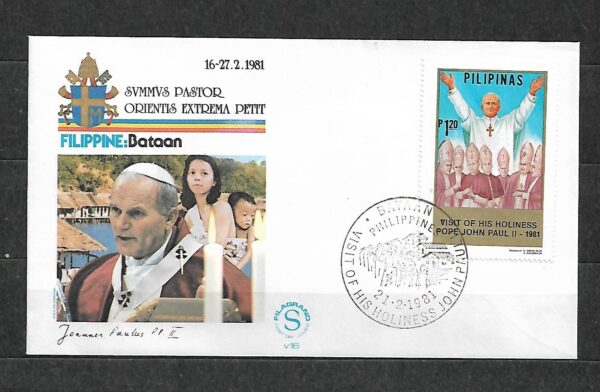 16-27.2.1981
SVMMVS PASTOR
ORIENTIS EXTREMA PETIT
FILIPPINE:Bataan
M
Joannes Paulus PP. II
FILAGRANO
S
V16
PILIPINAS
P1.20
VISIT OF HIS HOLINESS
POPE JOHN PAUL II - 1981
BATAAN
PHILIPPINE
21-2-1981
VISIT OF HIS HOLINESS JOHN PAUL